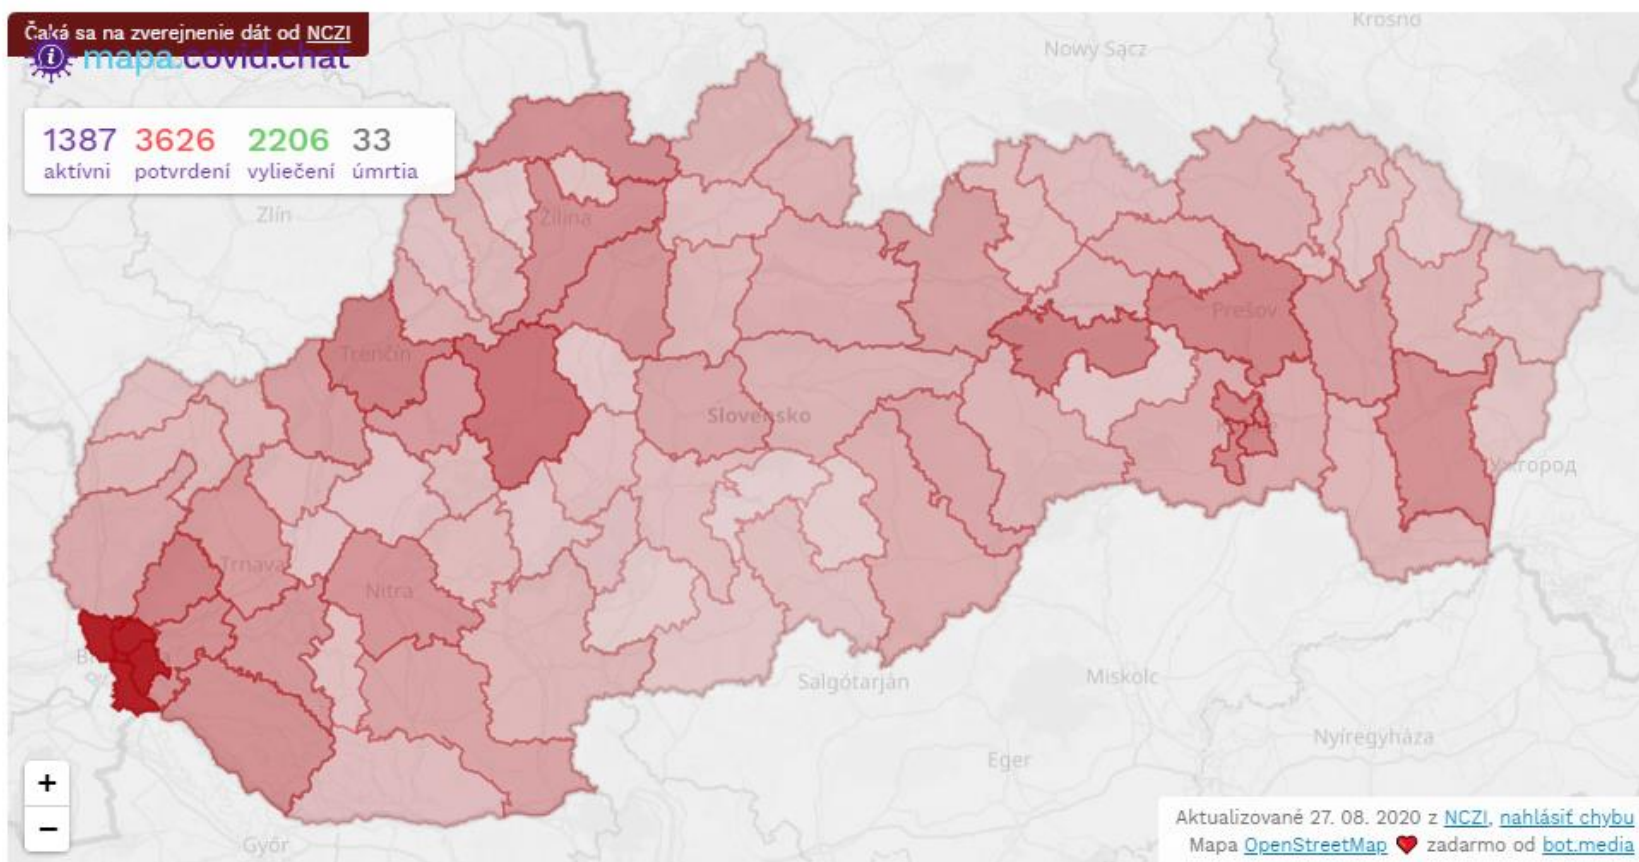 Čaká sa na zverejnenie dát od NCZI
mapa.covid.chat
1387 3626 2206 33
aktívni potvrdení vyliečení úmrtia
Krosno
Nowy Sącz
Zlín
Žilina
Prešov
Trenčín
Slovensko
Ужгород
Trnava
Nitra
Salgótarján
Miskolc
Nyíregyháza
Eger
Győr
+
−
Aktualizované 27. 08. 2020 z NCZI, nahlásiť chybu
Mapa OpenStreetMap ❤ zadarmo od bot.media